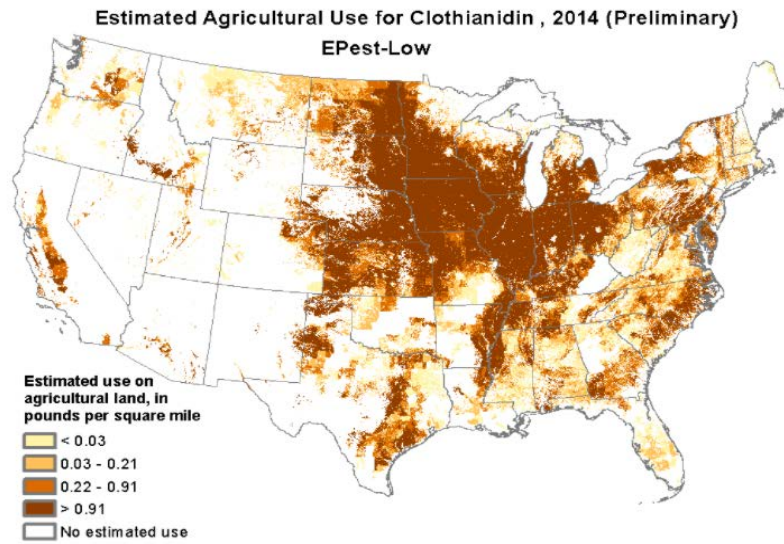 Estimated Agricultural Use for Clothianidin , 2014 (Preliminary)
EPest-Low
Estimated use on
agricultural land, in
pounds per square mile
< 0.03
0.03 - 0.21
0.22 - 0.91
> 0.91
No estimated use